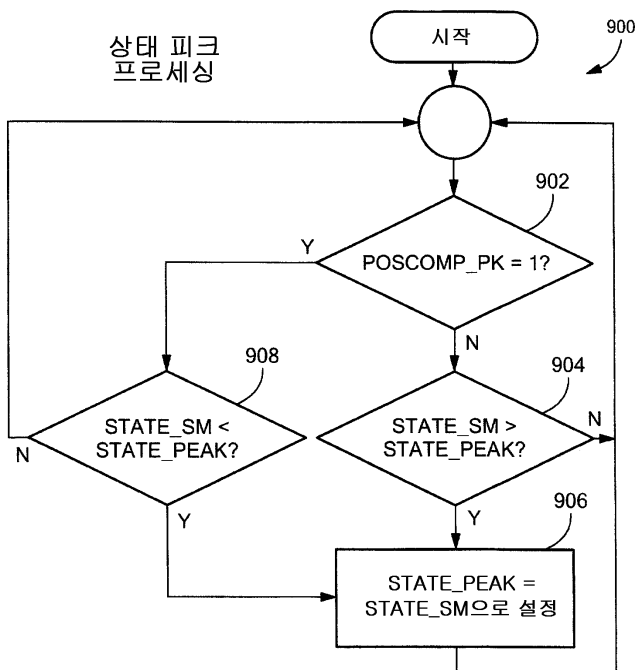 상태 피크
프로세싱
시작
900
902
POSCOMP_PK = 1?
Y
N
908
STATE_SM <
STATE_PEAK?
N
Y
904
STATE_SM >
STATE_PEAK?
N
Y
906
STATE_PEAK =
STATE_SM으로 설정